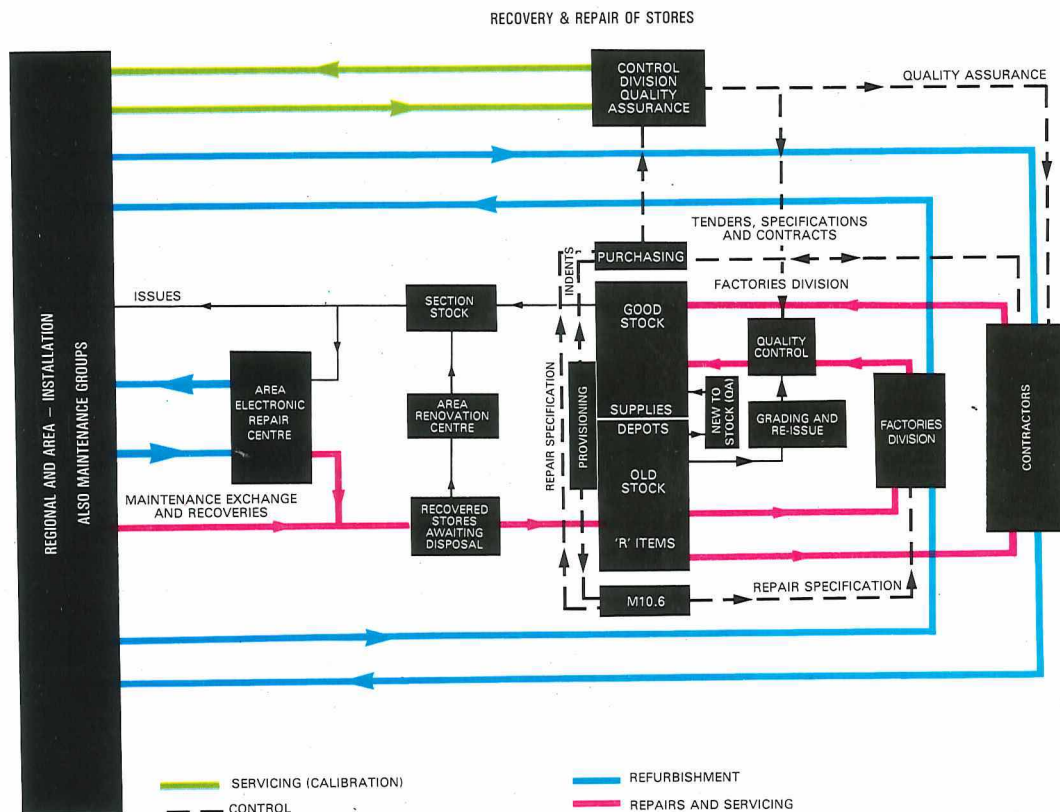 RECOVERY & REPAIR OF STORES
CONTROL
DIVISION
QUALITY
ASSURANCE
QUALITY ASSURANCE
TENDERS, SPECIFICATIONS
AND CONTRACTS
PURCHASING
INDENTS
FACTORIES DIVISION
ISSUES
SECTION
STOCK
GOOD
STOCK
QUALITY
CONTROL
REGIONAL AND AREA – INSTALLATION
ALSO MAINTENANCE GROUPS
AREA
ELECTRONIC
REPAIR
CENTRE
AREA
RENOVATION
CENTRE
REPAIR SPECIFICATION
PROVISIONING
SUPPLIES
DEPOTS
NEW TO
STOCK (QA)
GRADING AND
RE-ISSUE
FACTORIES
DIVISION
CONTRACTORS
OLD
STOCK
'R' ITEMS
MAINTENANCE EXCHANGE
AND RECOVERIES
RECOVERED
STORES
AWAITING
DISPOSAL
M10.6
REPAIR SPECIFICATION
SERVICING (CALIBRATION)
CONTROL
REFURBISHMENT
REPAIRS AND SERVICING